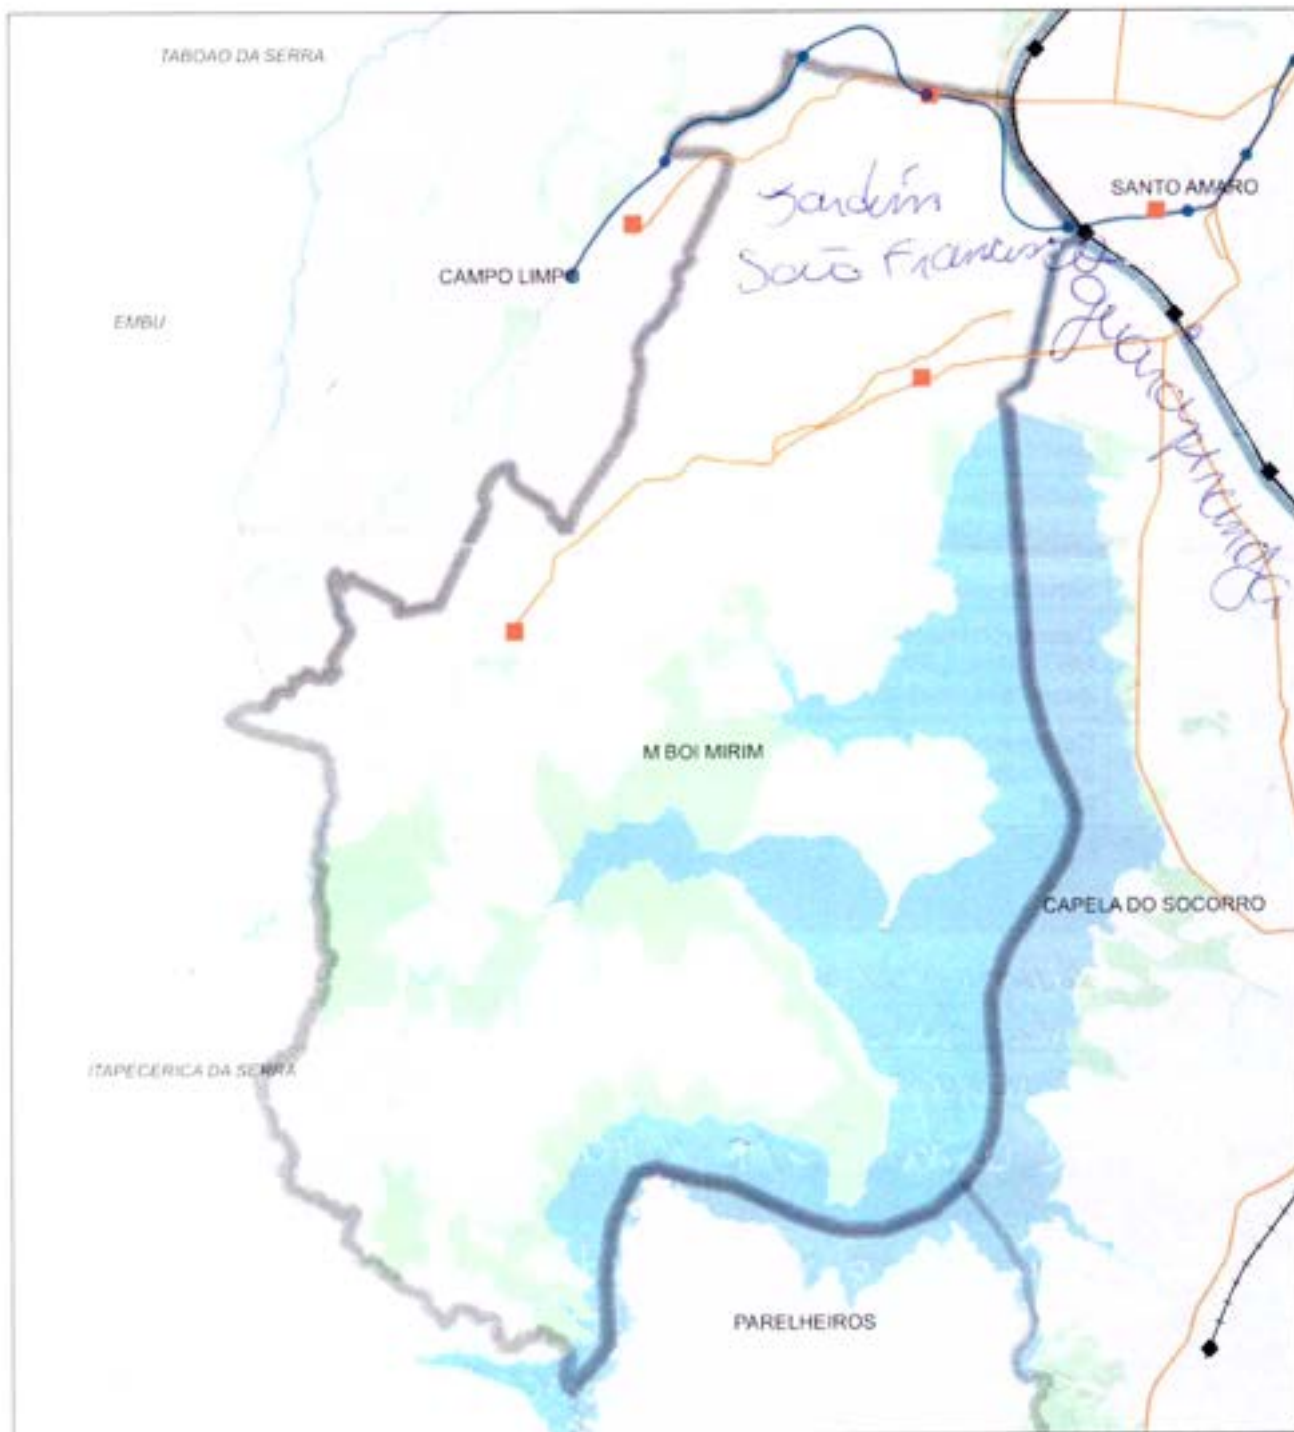 TABOAO DA SERRA
SANTO AMARO
Jardim
São Francisco
CAMPO LIMPO
EMBU
guarapiranga
M BOI MIRIM
CAPELA DO SOCORRO
ITAPECERICA DA SERRA
PARELHEIROS